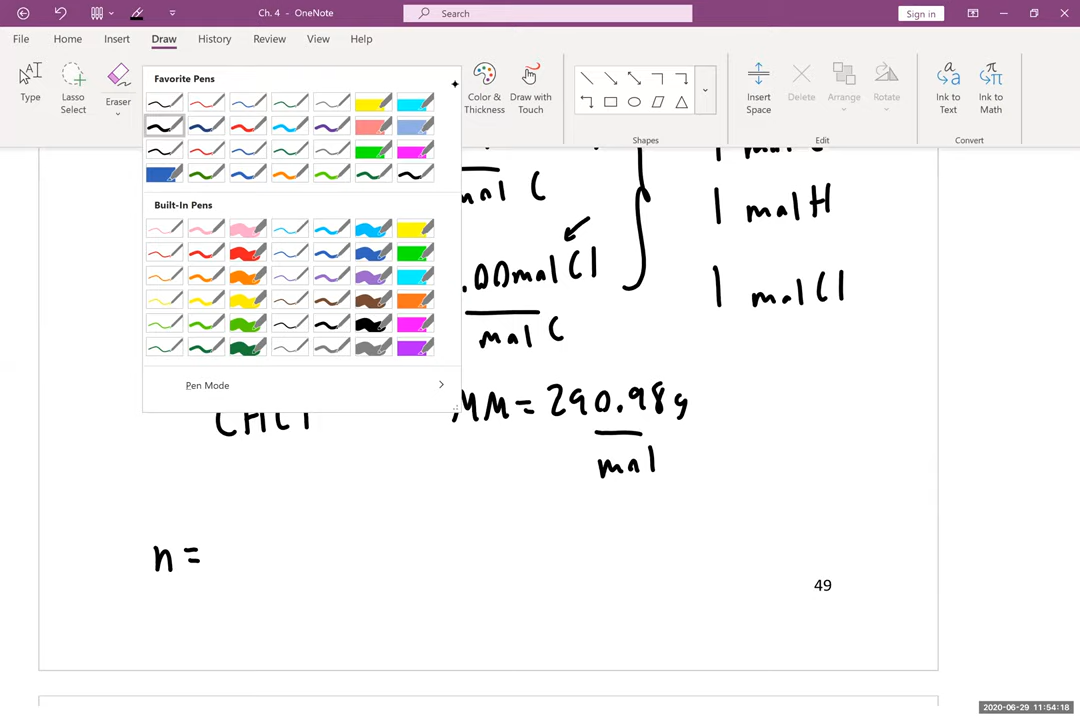 Ch. 4 - OneNote
Search
Sign in
File Home Insert Draw History Review View Help
Type
Lasso Select
Eraser
Favorite Pens
Built-In Pens
Pen Mode
Color & Thickness
Draw with Touch
Shapes
Insert Space
Delete
Arrange
Rotate
Edit
Ink to Text
Ink to Math
Convert
mol C
1 mol H
.00 mol Cl
mol C
1 mol Cl
CHCl
MM = 290.98 g
mol
n =
49
2020-06-29 11:54:18